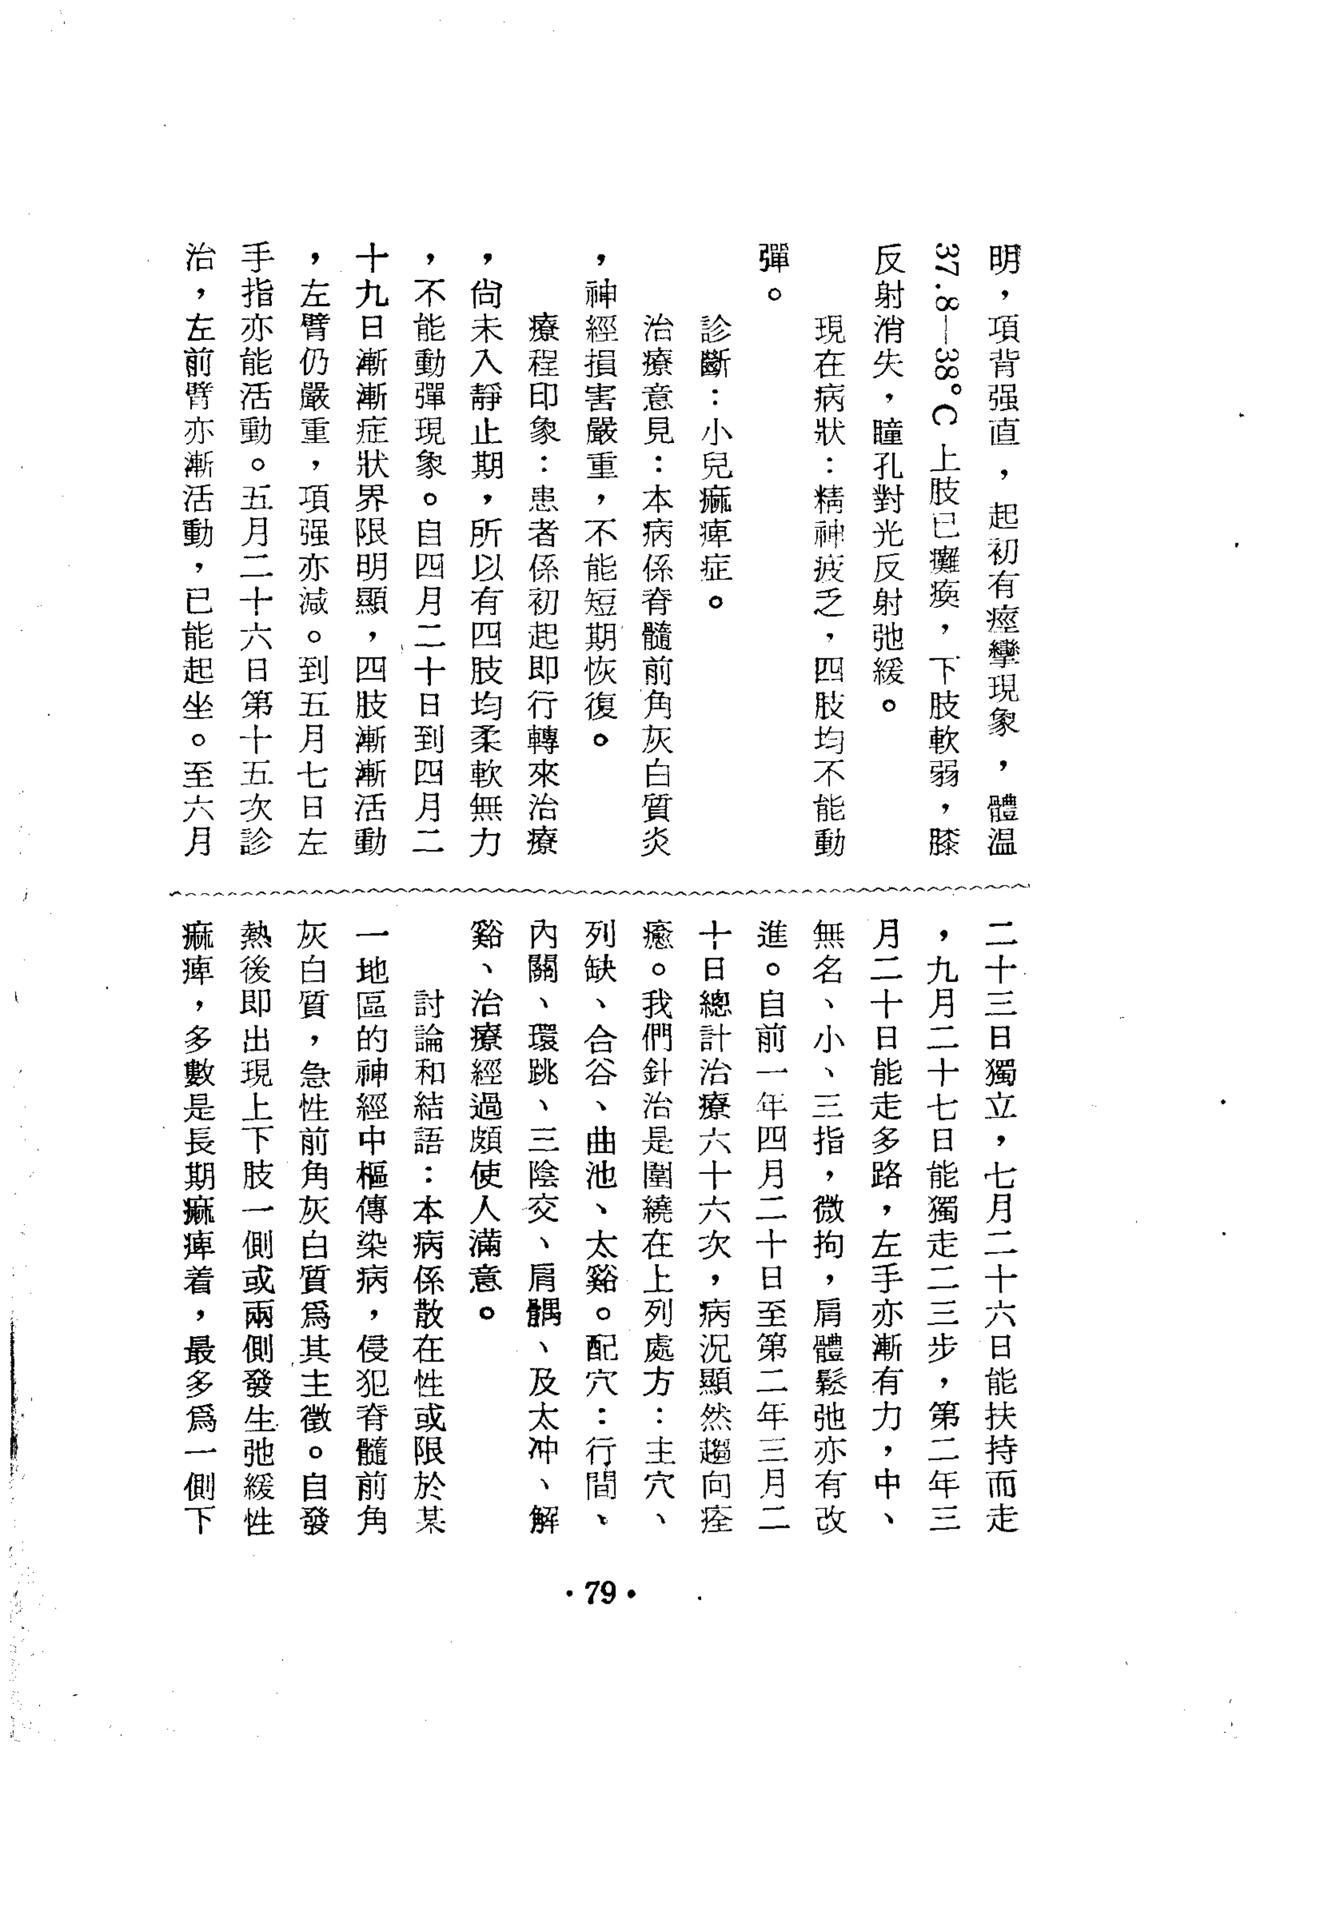 明，項背强直，起初有痙攣現象，體温
37.8—38°C上肢已癱瘓，下肢軟弱，膝
反射消失，瞳孔對光反射弛緩。
現在病狀：精神疲乏，四肢均不能動
彈。
診斷：小兒痲痺症。
治療意見：本病係脊髓前角灰白質炎
，神經損害嚴重，不能短期恢復。
療程印象：患者係初起即行轉來治療
，尙未入靜止期，所以有四肢均柔軟無力
，不能動彈現象。自四月二十日到四月二
十九日漸漸症狀界限明顯，四肢漸漸活動
，左臂仍嚴重，項强亦減。到五月七日左
手指亦能活動。五月二十六日第十五次診
治，左前臂亦漸活動，已能起坐。至六月
二十三日獨立，七月二十六日能扶持而走
，九月二十七日能獨走二三步，第二年三
月二十日能走多路，左手亦漸有力，中、
無名、小、三指，微拘，肩體鬆弛亦有改
進。自前一年四月二十日至第二年三月二
十日總計治療六十六次，病況顯然趨向痊
癒。我們針治是圍繞在上列處方：主穴、
列缺、合谷、曲池、太谿。配穴：行間、
內關、環跳、三陰交、肩髃、及太冲、解
谿、治療經過頗使人滿意。
討論和結語：本病係散在性或限於某
一地區的神經中樞傳染病，侵犯脊髓前角
灰白質，急性前角灰白質爲其主徵。自發
熱後即出現上下肢一側或兩側發生弛緩性
痲痺，多數是長期痲痺着，最多爲一側下
·79·